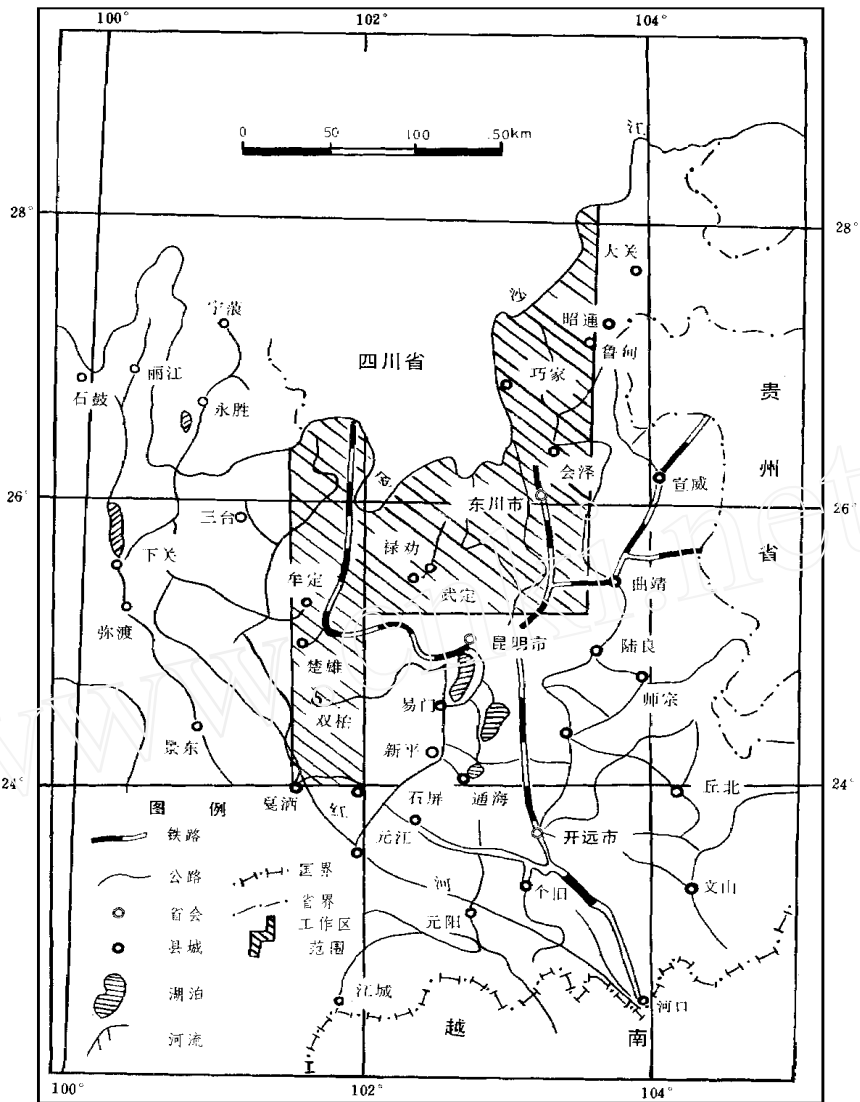 100°
102°
104°
0 50 100 150km
江
28°
28°
大关
沙
宁蒗
昭通
鲁甸
四川省
丽江
巧家
石鼓
永胜
贵
州
省
金
会泽
宣威
26°
东川市
26°
三台
禄劝
下关
曲靖
牟定
武定
弥渡
昆明市
陆良
楚雄
师宗
双柏
易门
景东
新平
24°
24°
戛洒
红
石屏
通海
丘北
图 例
铁路
元江
开远市
公路
国界
河
个旧
文山
省会
省界
工作区
范围
元阳
县城
湖泊
江城
河口
越
南
河流
100°
102°
104°